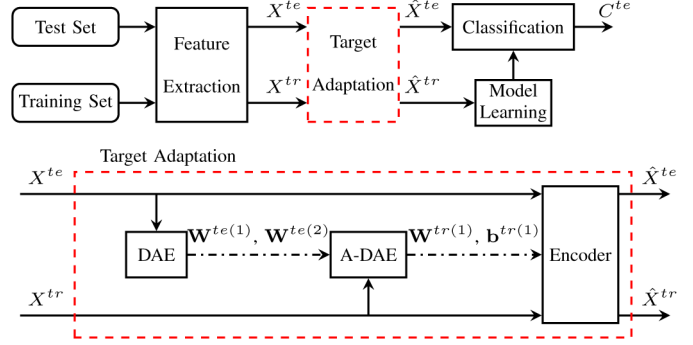 Test Set
Feature
Extraction
X^{te}
Target
Adaptation
\hat{X}^{te}
Classification
C^{te}
Training Set
X^{tr}
\hat{X}^{tr}
Model
Learning
Target Adaptation
X^{te}
\hat{X}^{te}
DAE
W^{te(1)}, W^{te(2)}
A-DAE
W^{tr(1)}, b^{tr(1)}
Encoder
X^{tr}
\hat{X}^{tr}